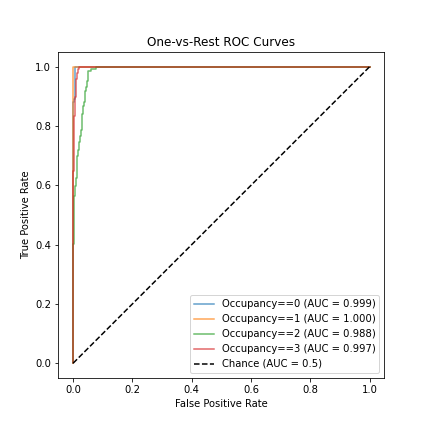 One-vs-Rest ROC Curves
True Positive Rate
1.0
0.8
0.6
0.4
0.2
0.0
Occupancy==0 (AUC = 0.999)
Occupancy==1 (AUC = 1.000)
Occupancy==2 (AUC = 0.988)
Occupancy==3 (AUC = 0.997)
Chance (AUC = 0.5)
0.0 0.2 0.4 0.6 0.8 1.0
False Positive Rate